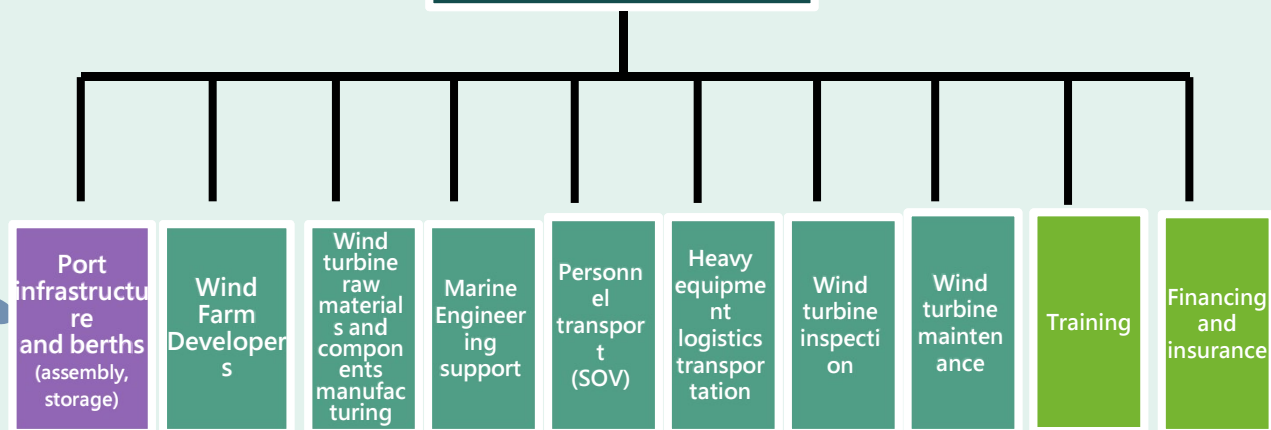 Port
infrastructu
re
and berths
(assembly,
storage)
Wind
Farm
Developer
s
Wind
turbine
raw
material
s and
compon
ents
manufac
turing
Marine
Engineer
ing
support
Personn
el
transpor
t
(SOV)
Heavy
equipme
nt
logistics
transpor
tation
Wind
turbine
inspecti
on
Wind
turbine
mainten
ance
Training
Financing
and
insurance